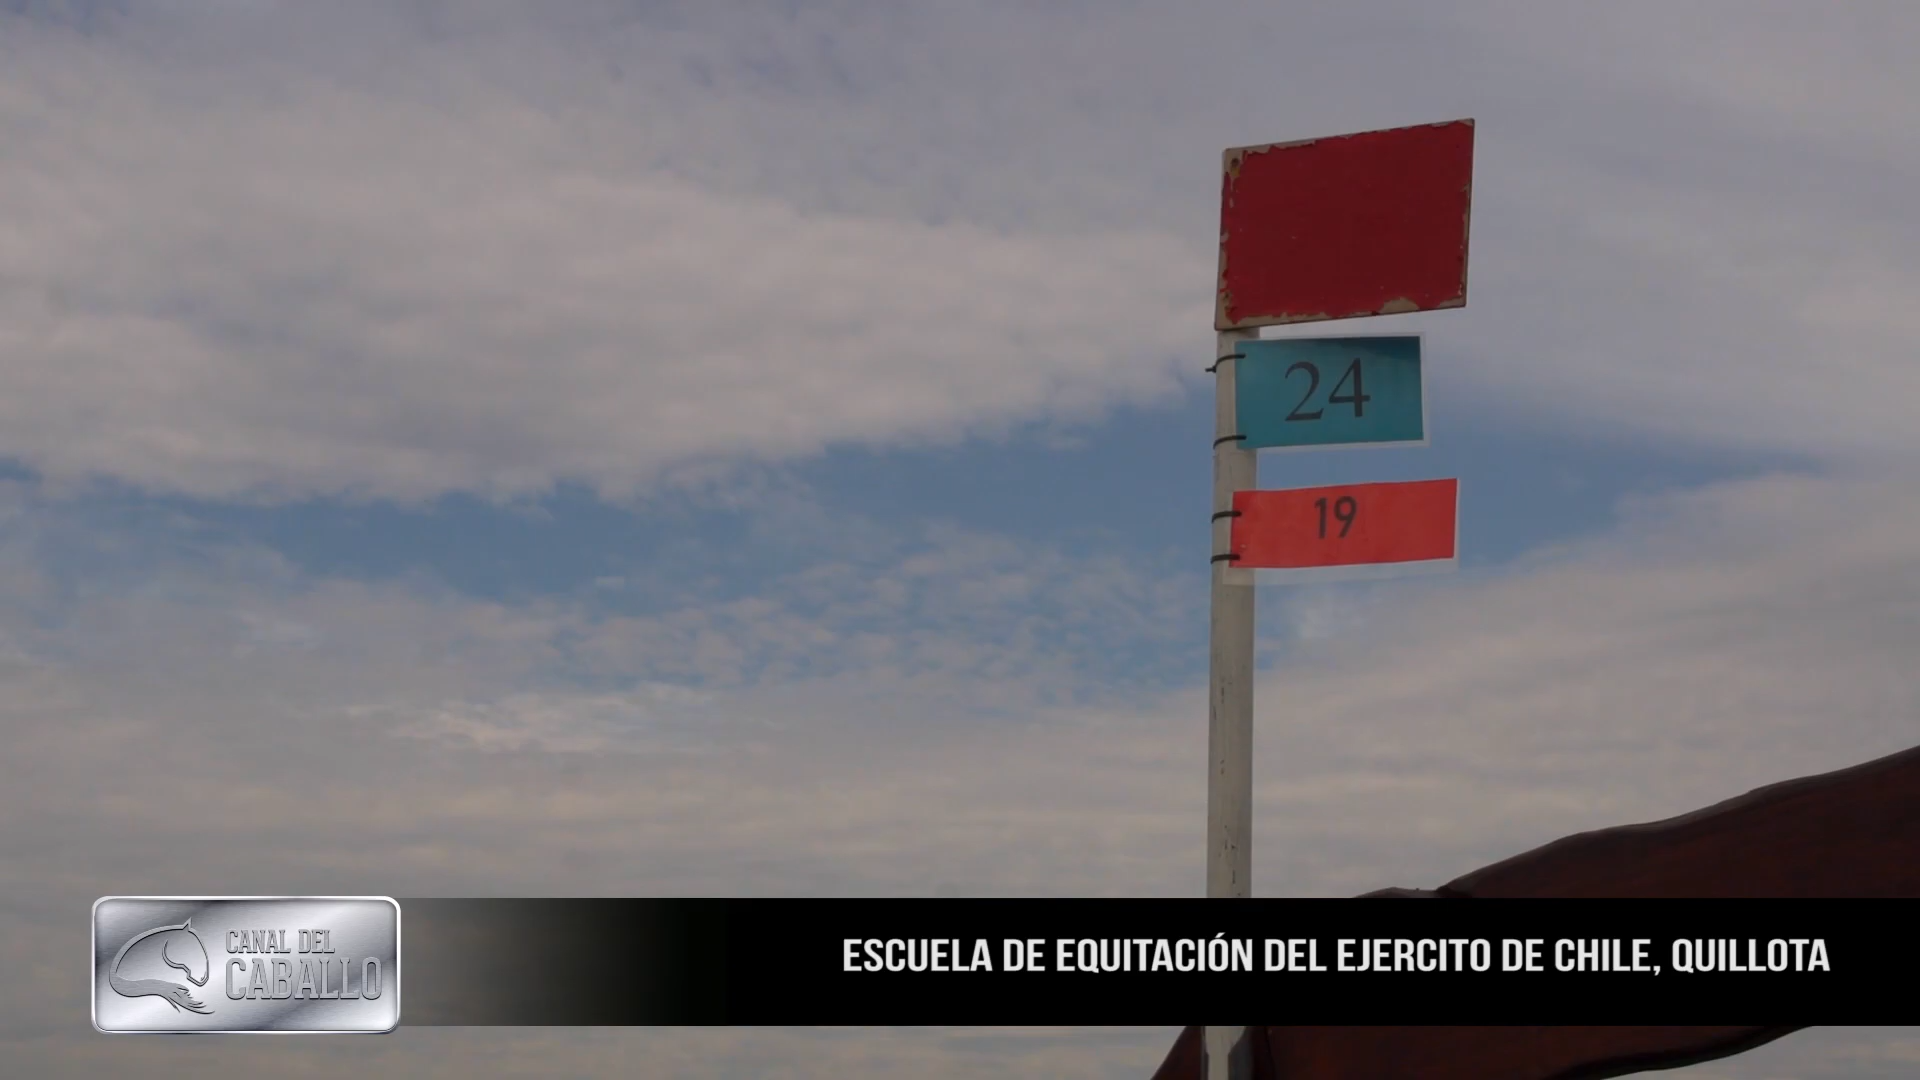 24
19
CANAL DEL
CABALLO
ESCUELA DE EQUITACIÓN DEL EJERCITO DE CHILE, QUILLOTA